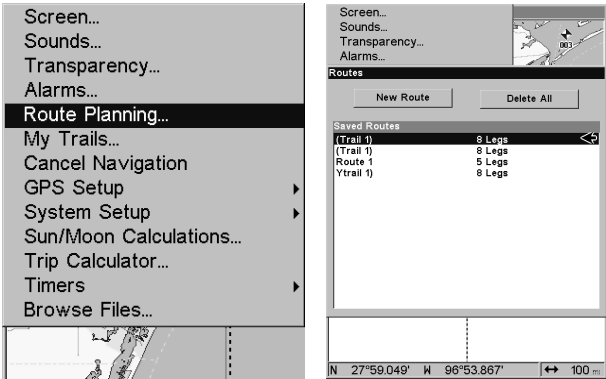 Screen...
Sounds...
Transparency...
Alarms...
Route Planning...
My Trails...
Cancel Navigation
GPS Setup
System Setup
Sun/Moon Calculations...
Trip Calculator...
Timers
Browse Files...
Screen...
Sounds...
Transparency...
Alarms...
003
Routes
New Route Delete All
Saved Routes
(Trail 1) 8 Legs
(Trail 1) 8 Legs
Route 1 5 Legs
Ytrail 1) 8 Legs
N 27°59.049' W 96°53.867' ↔ 100 mi